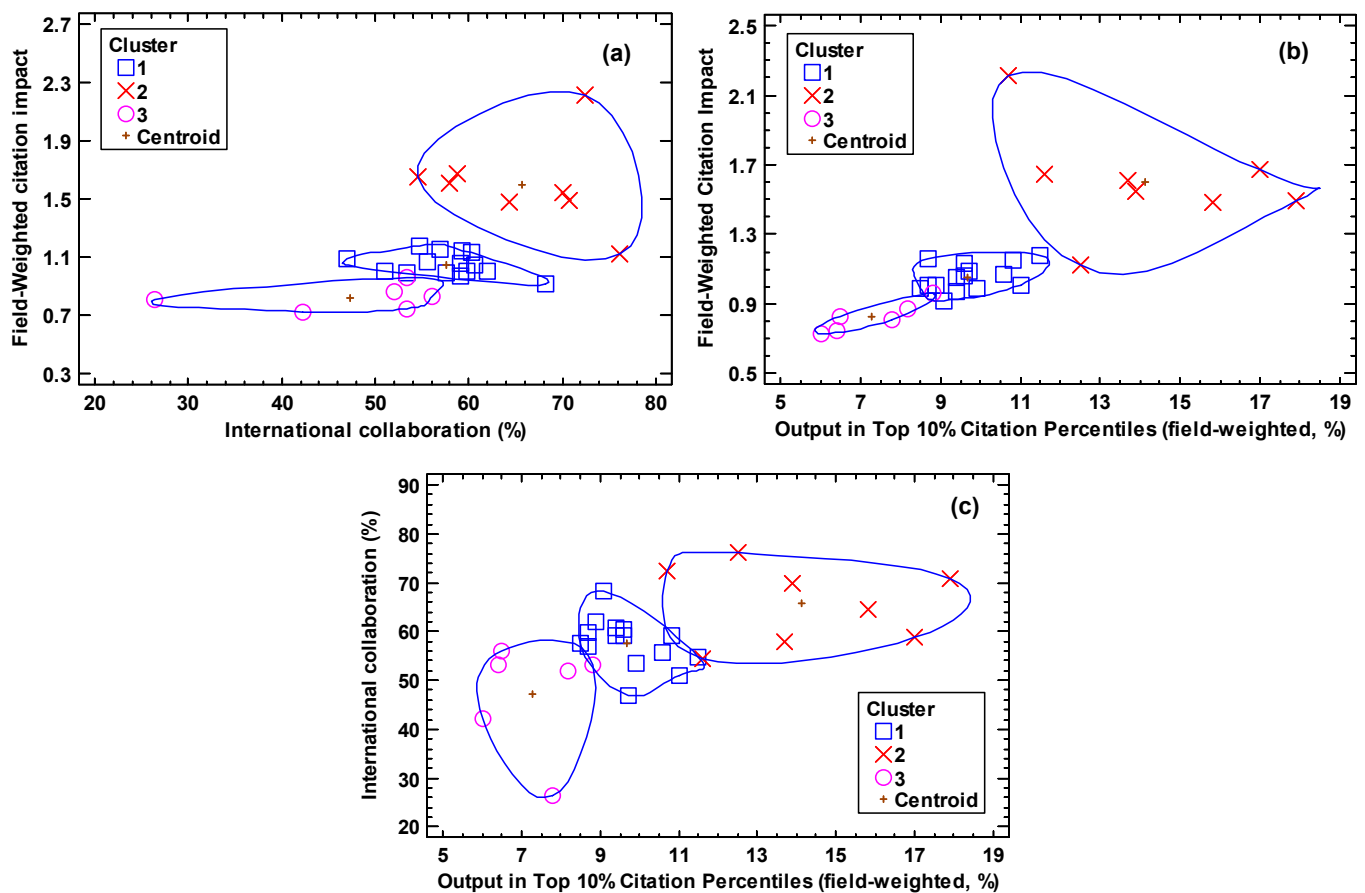 (a)
Cluster
1
2
3
Centroid
Field-Weighted citation impact
2.7
2.3
1.9
1.5
1.1
0.7
0.3
20 30 40 50 60 70 80
International collaboration (%)
(b)
Cluster
1
2
3
Centroid
Field-Weighted Citation Impact
2.5
2.1
1.7
1.3
0.9
0.5
5 7 9 11 13 15 17 19
Output in Top 10% Citation Percentiles (field-weighted, %)
(c)
International collaboration (%)
90
80
70
60
50
40
30
20
Cluster
1
2
3
Centroid
5 7 9 11 13 15 17 19
Output in Top 10% Citation Percentiles (field-weighted, %)